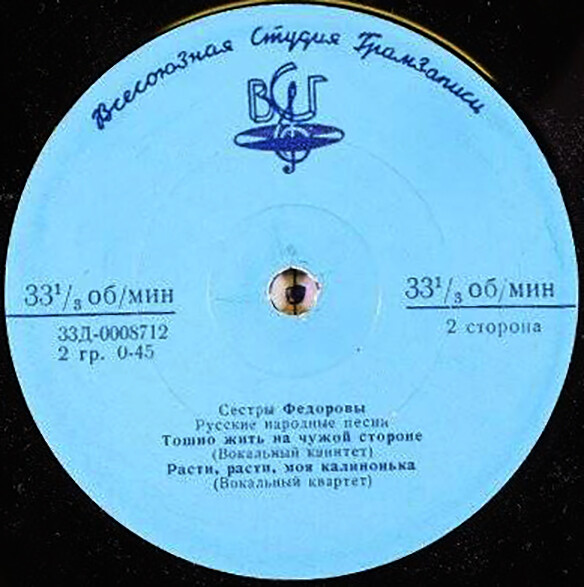 Всесоюзная Студия Грамзаписи
ВСГ
33¹/₃ об/мин
33Д-0008712
2 гр. 0-45
33¹/₃ об/мин
2 сторона
Сестры Федоровы
Русские народные песни
Тошно жить на чужой стороне
(Вокальный квинтет)
Расти, расти, моя калинонька
(Вокальный квартет)